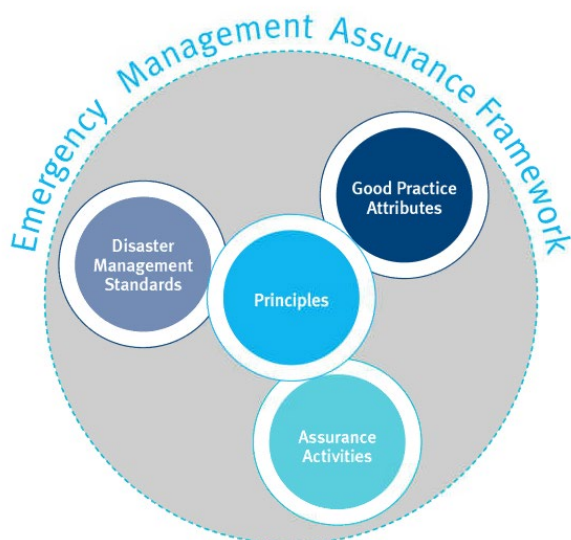 Emergency Management Assurance Framework
Good Practice
Attributes
Disaster
Management
Standards
Principles
Assurance
Activities